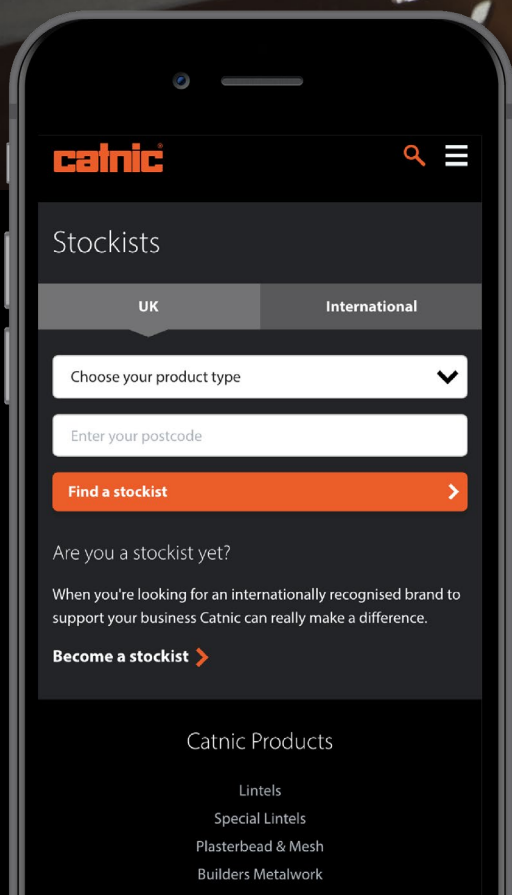 catnic
Stockists
UK
International
Choose your product type
Enter your postcode
Find a stockist
Are you a stockist yet?
When you're looking for an internationally recognised brand to
support your business Catnic can really make a difference.
Become a stockist
Catnic Products
Lintels
Special Lintels
Plasterbead & Mesh
Builders Metalwork